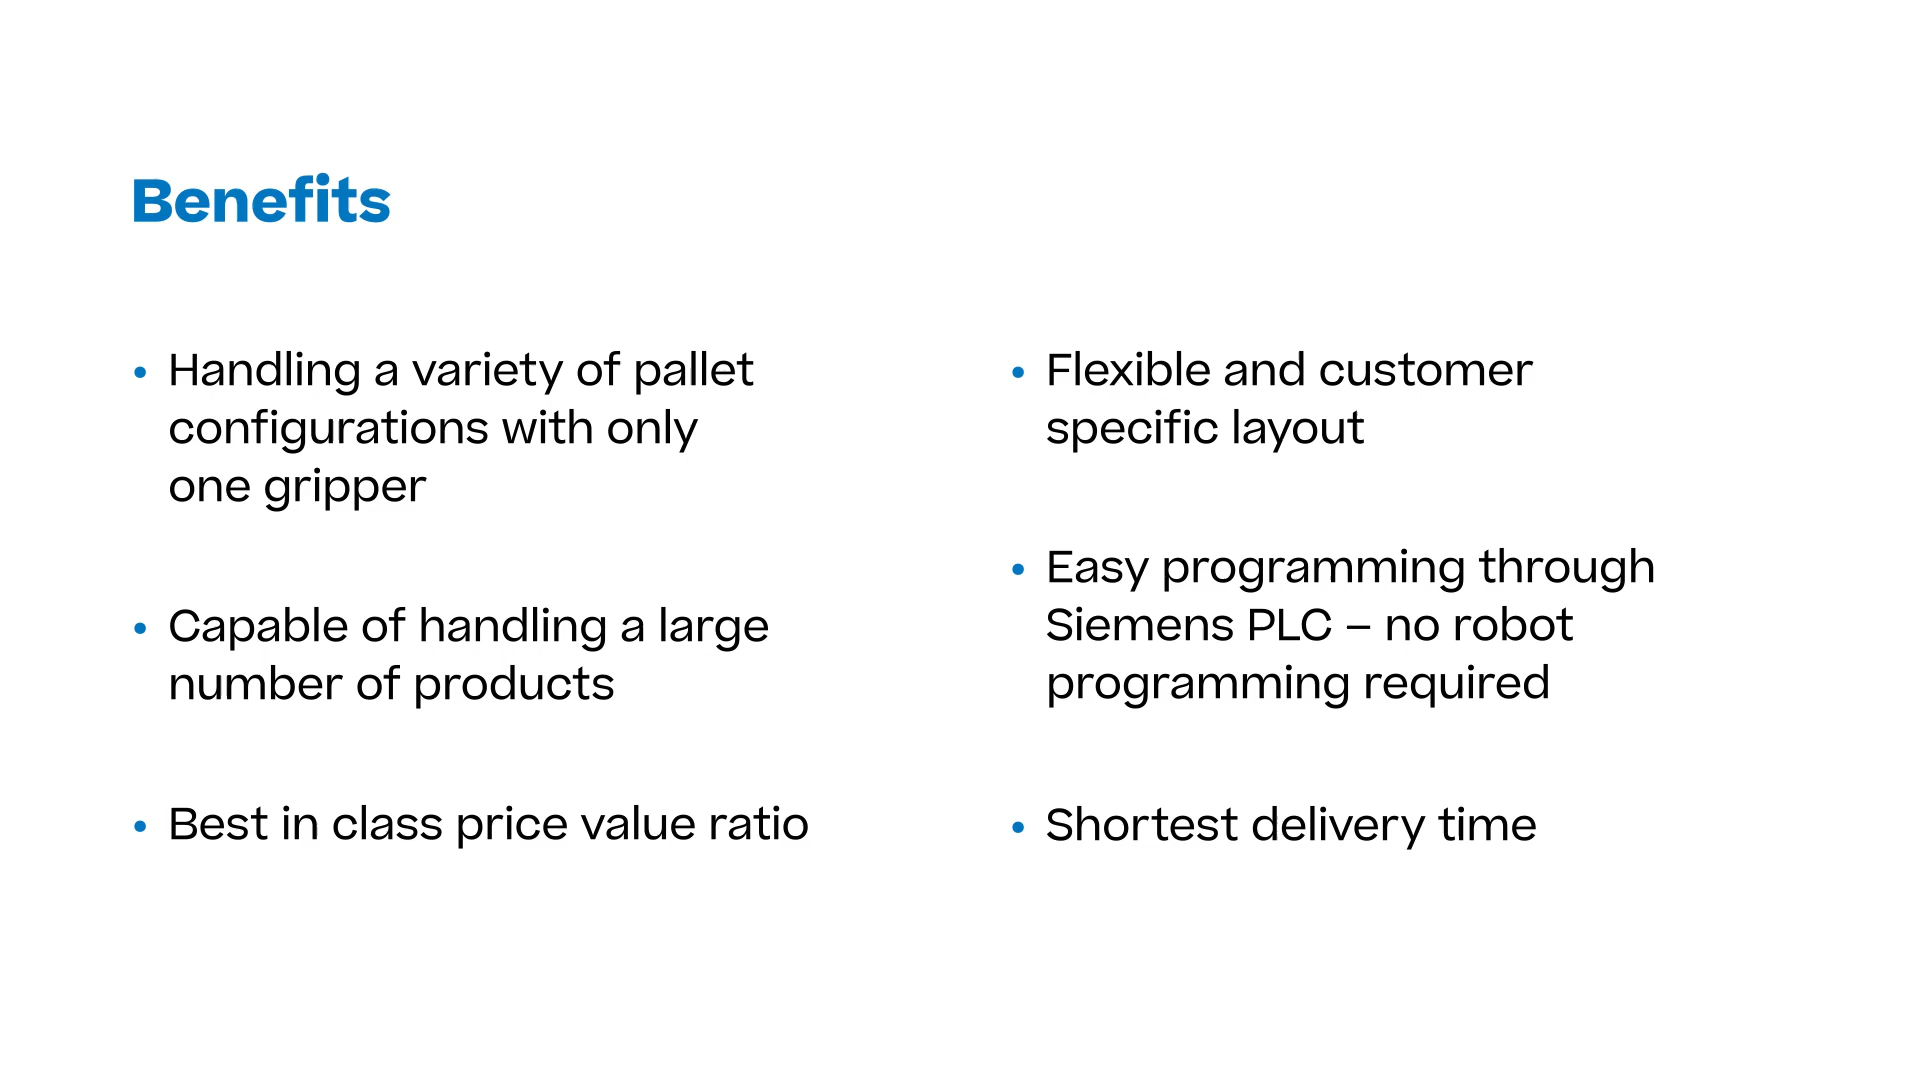 Benefits
• Handling a variety of pallet
configurations with only
one gripper
• Capable of handling a large
number of products
• Best in class price value ratio
• Flexible and customer
specific layout
• Easy programming through
Siemens PLC – no robot
programming required
• Shortest delivery time